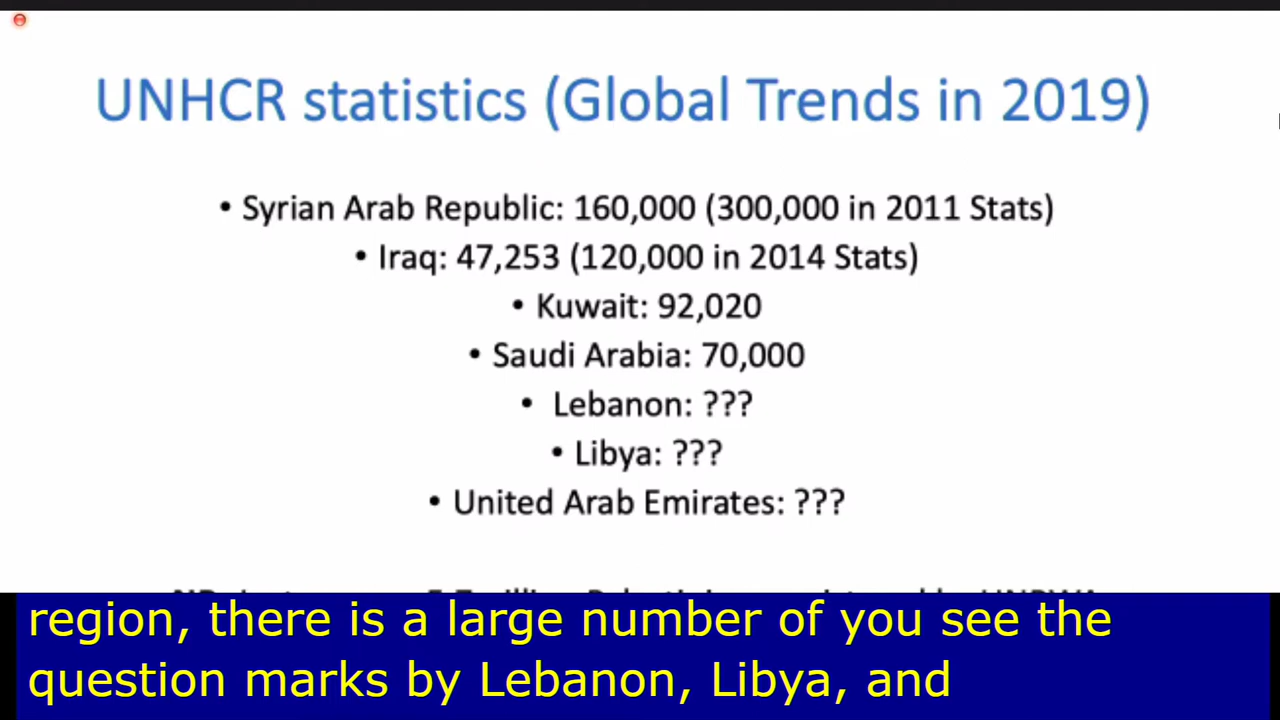 UNHCR statistics (Global Trends in 2019)
• Syrian Arab Republic: 160,000 (300,000 in 2011 Stats)
• Iraq: 47,253 (120,000 in 2014 Stats)
• Kuwait: 92,020
• Saudi Arabia: 70,000
• Lebanon: ???
• Libya: ???
• United Arab Emirates: ???
region, there is a large number of you see the
question marks by Lebanon, Libya, and